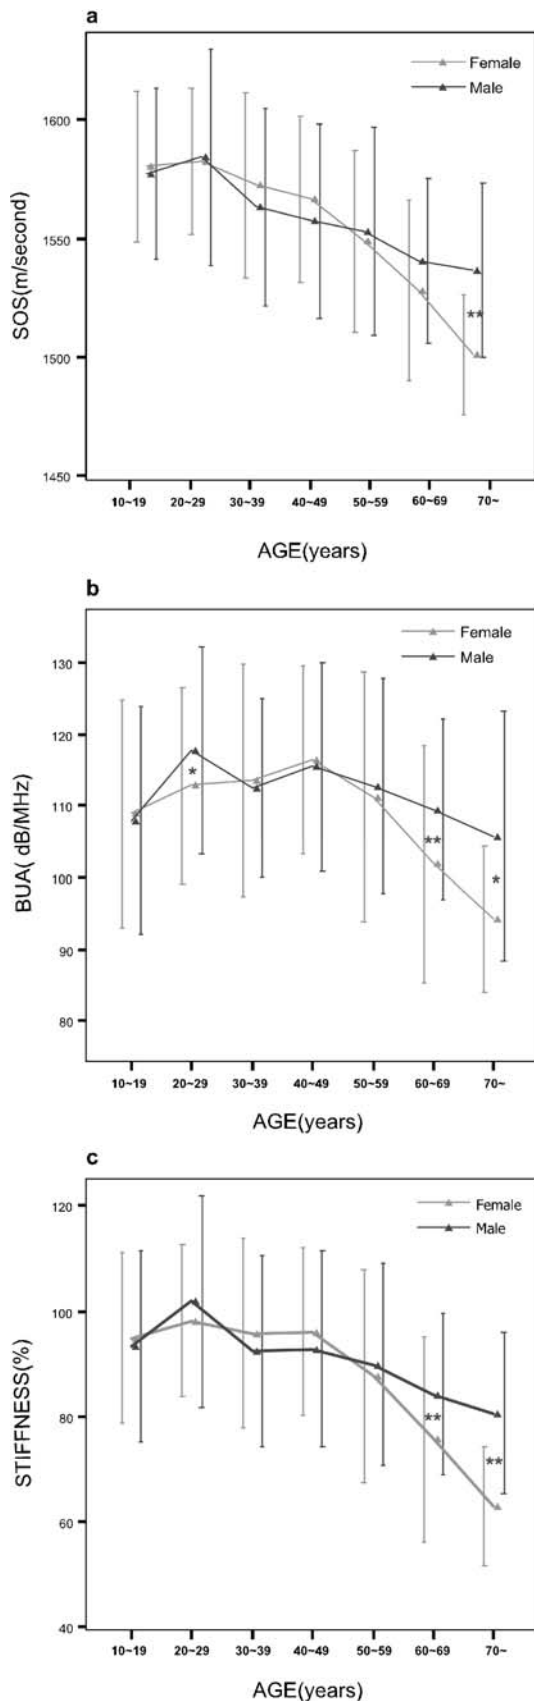 a
Female
Male
1600
1550
1500
1450
SOS(m/second)
**
10~19 20~29 30~39 40~49 50~59 60~69 70~
AGE(years)
b
Female
Male
130
120
110
100
90
80
BUA( dB/MHz)
*
**
*
10~19 20~29 30~39 40~49 50~59 60~69 70~
AGE(years)
c
Female
Male
120
100
80
60
40
STIFFNESS(%)
**
**
10~19 20~29 30~39 40~49 50~59 60~69 70~
AGE(years)